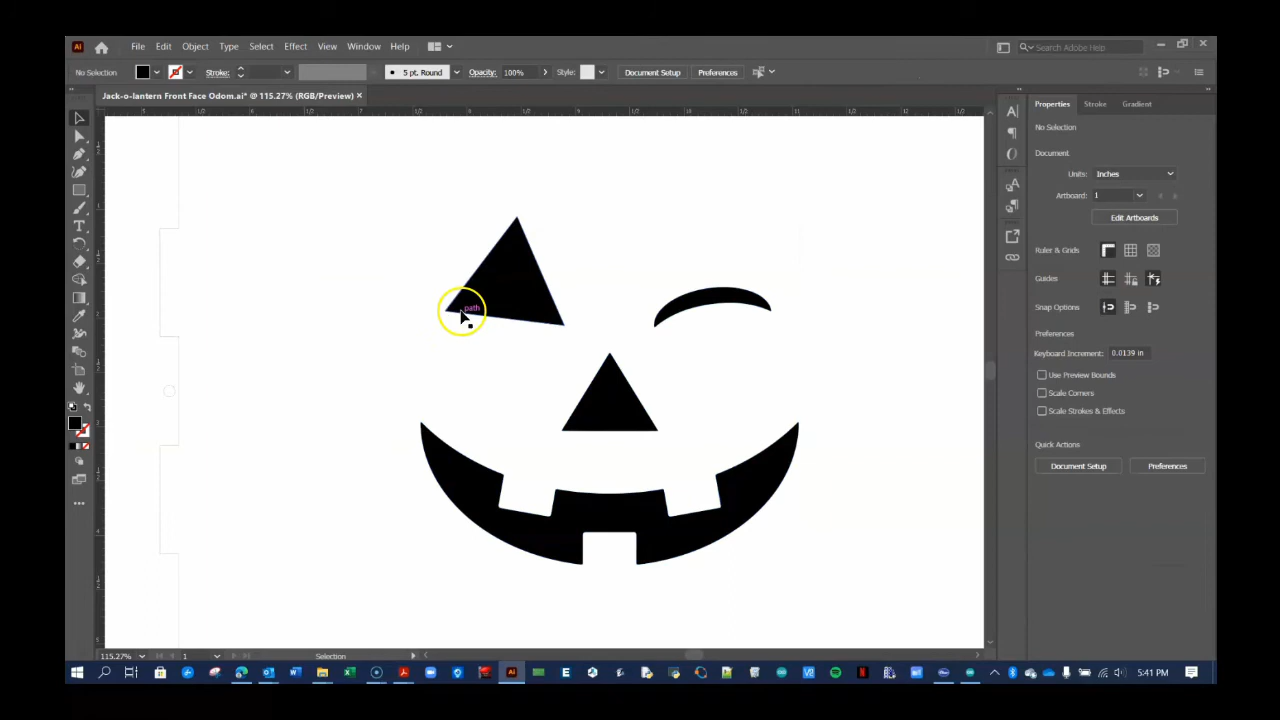 Ai File Edit Object Type Select Effect View Window Help Search Adobe Help
No Selection Stroke: 5 pt. Round Opacity: 100% Style: Document Setup Preferences
Jack-o-lantern Front Face Odom.ai* @ 115.27% (RGB/Preview)
Properties Stroke Gradient
No Selection
Document
Units: Inches
Artboard: 1
Edit Artboards
Ruler & Grids
Guides
Snap Options
Preferences
Keyboard Increment: 0.0139 in
Use Preview Bounds
Scale Corners
Scale Strokes & Effects
Quick Actions
Document Setup Preferences
path
115.27% 1 Selection
5:41 PM